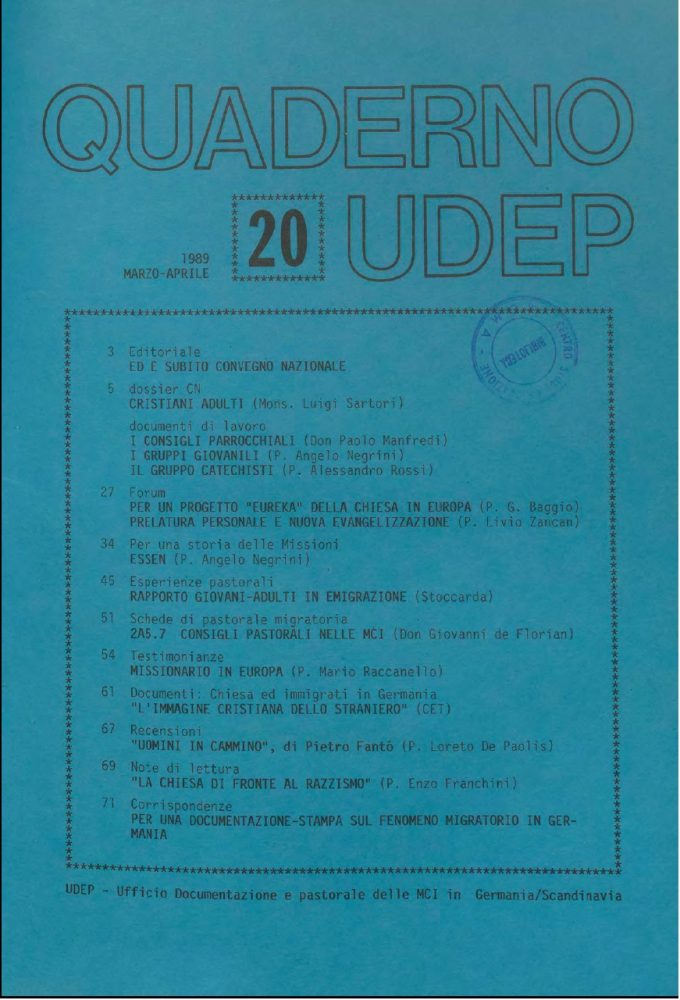 QUADERNO
UDEP
20
1989
MARZO-APRILE
3 Editoriale
ED È SUBITO CONVEGNO NAZIONALE
5 dossier CN
CRISTIANI ADULTI (Mons. Luigi Sartori)
documenti di lavoro
I CONSIGLI PARROCCHIALI (Don Paolo Manfredi)
I GRUPPI GIOVANILI (P. Angelo Negrini)
IL GRUPPO CATECHISTI (P. Alessandro Rossi)
27 Forum
PER UN PROGETTO "EUREKA" DELLA CHIESA IN EUROPA (P. G. Baggio)
PRELATURA PERSONALE E NUOVA EVANGELIZZAZIONE (P. Livio Zancan)
34 Per una storia delle Missioni
ESSEN (P. Angelo Negrini)
45 Esperienze pastorali
RAPPORTO GIOVANI-ADULTI IN EMIGRAZIONE (Stoccarda)
51 Schede di pastorale migratoria
2A5.7 CONSIGLI PASTORALI NELLE MCI (Don Giovanni de Florian)
54 Testimonianze
MISSIONARIO IN EUROPA (P. Mario Raccanello)
61 Documenti: Chiesa ed immigrati in Germania
"L'IMMAGINE CRISTIANA DELLO STRANIERO" (CET)
67 Recensioni
"UOMINI IN CAMMINO", di Pietro Fantò (P. Loreto De Paolis)
69 Note di lettura
"LA CHIESA DI FRONTE AL RAZZISMO" (P. Enzo Franchini)
71 Corrispondenze
PER UNA DOCUMENTAZIONE-STAMPA SUL FENOMENO MIGRATORIO IN GER-
MANIA
UDEP - Ufficio Documentazione e pastorale delle MCI in Germania/Scandinavia
CENTRO
BIBLIOTECA